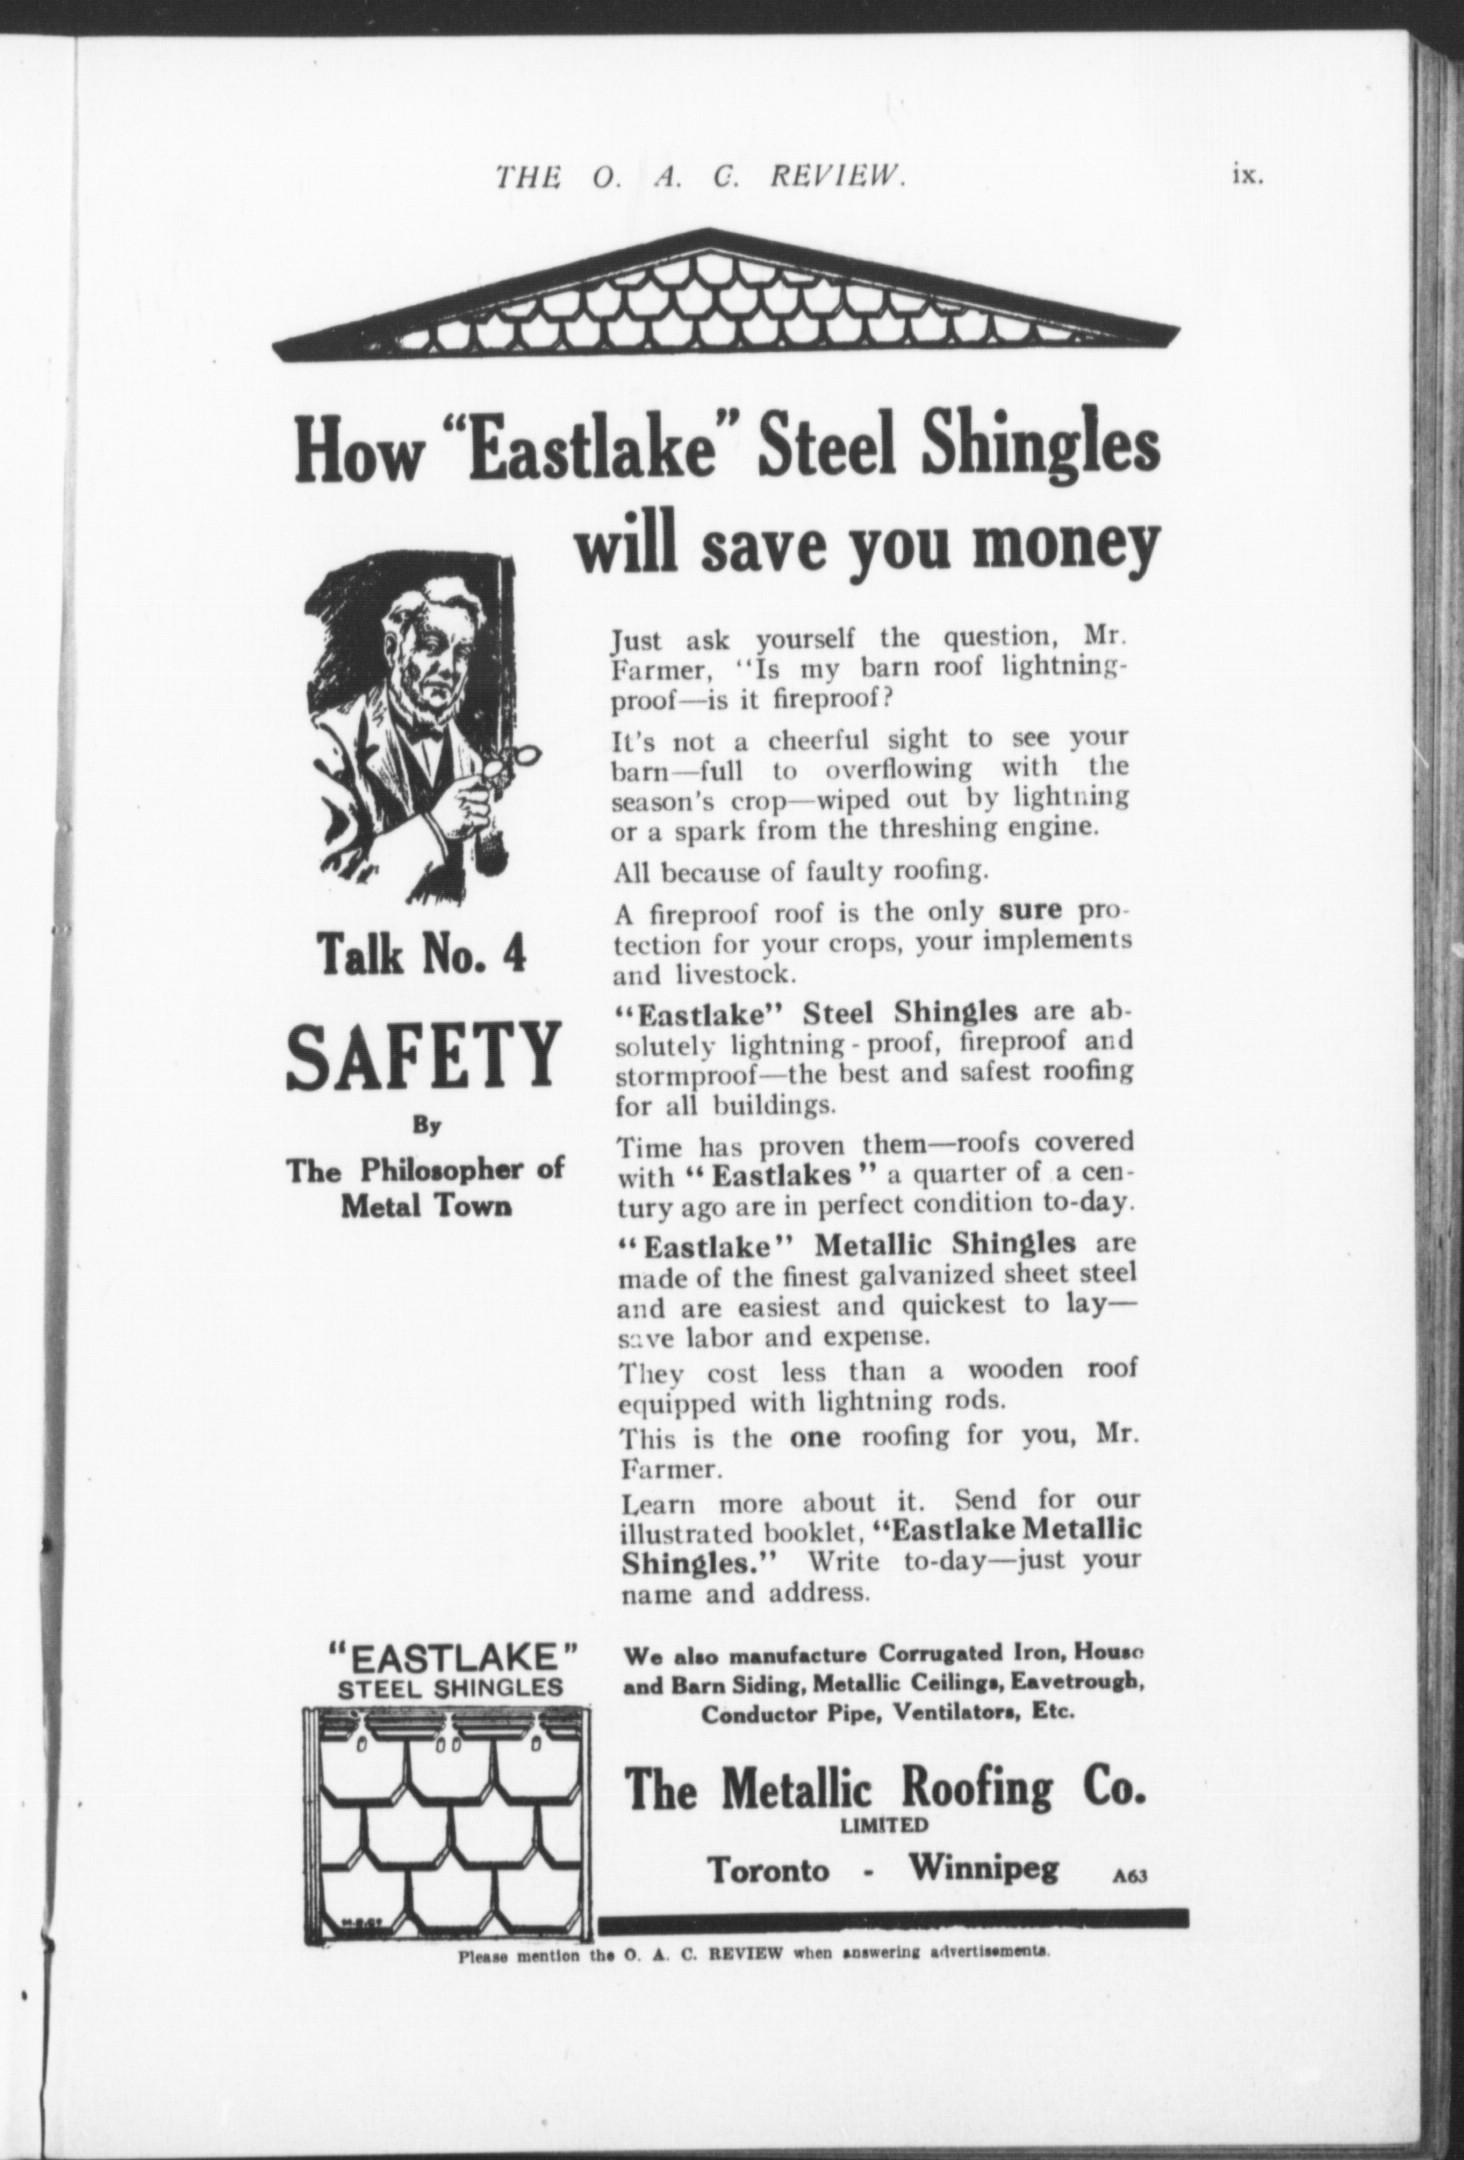 THE O. A. C. REVIEW.
ix.
How “Eastlake” Steel Shingles
will save you money
Talk No. 4
SAFETY
By
The Philosopher of
Metal Town
Just ask yourself the question, Mr.
Farmer, “Is my barn roof lightning-
proof—is it fireproof?
It's not a cheerful sight to see your
barn—full to overflowing with the
season's crop—wiped out by lightning
or a spark from the threshing engine.
All because of faulty roofing.
A fireproof roof is the only sure pro-
tection for your crops, your implements
and livestock.
“Eastlake” Steel Shingles are ab-
solutely lightning-proof, fireproof and
stormproof—the best and safest roofing
for all buildings.
Time has proven them—roofs covered
with “Eastlakes” a quarter of a cen-
tury ago are in perfect condition to-day.
“Eastlake” Metallic Shingles are
made of the finest galvanized sheet steel
and are easiest and quickest to lay—
save labor and expense.
They cost less than a wooden roof
equipped with lightning rods.
This is the one roofing for you, Mr.
Farmer.
Learn more about it. Send for our
illustrated booklet, “Eastlake Metallic
Shingles.” Write to-day—just your
name and address.
“EASTLAKE”
STEEL SHINGLES
We also manufacture Corrugated Iron, House
and Barn Siding, Metallic Ceilings, Eavetrough,
Conductor Pipe, Ventilators, Etc.
The Metallic Roofing Co.
LIMITED
Toronto - Winnipeg A63
Please mention the O. A. C. REVIEW when answering advertisements.